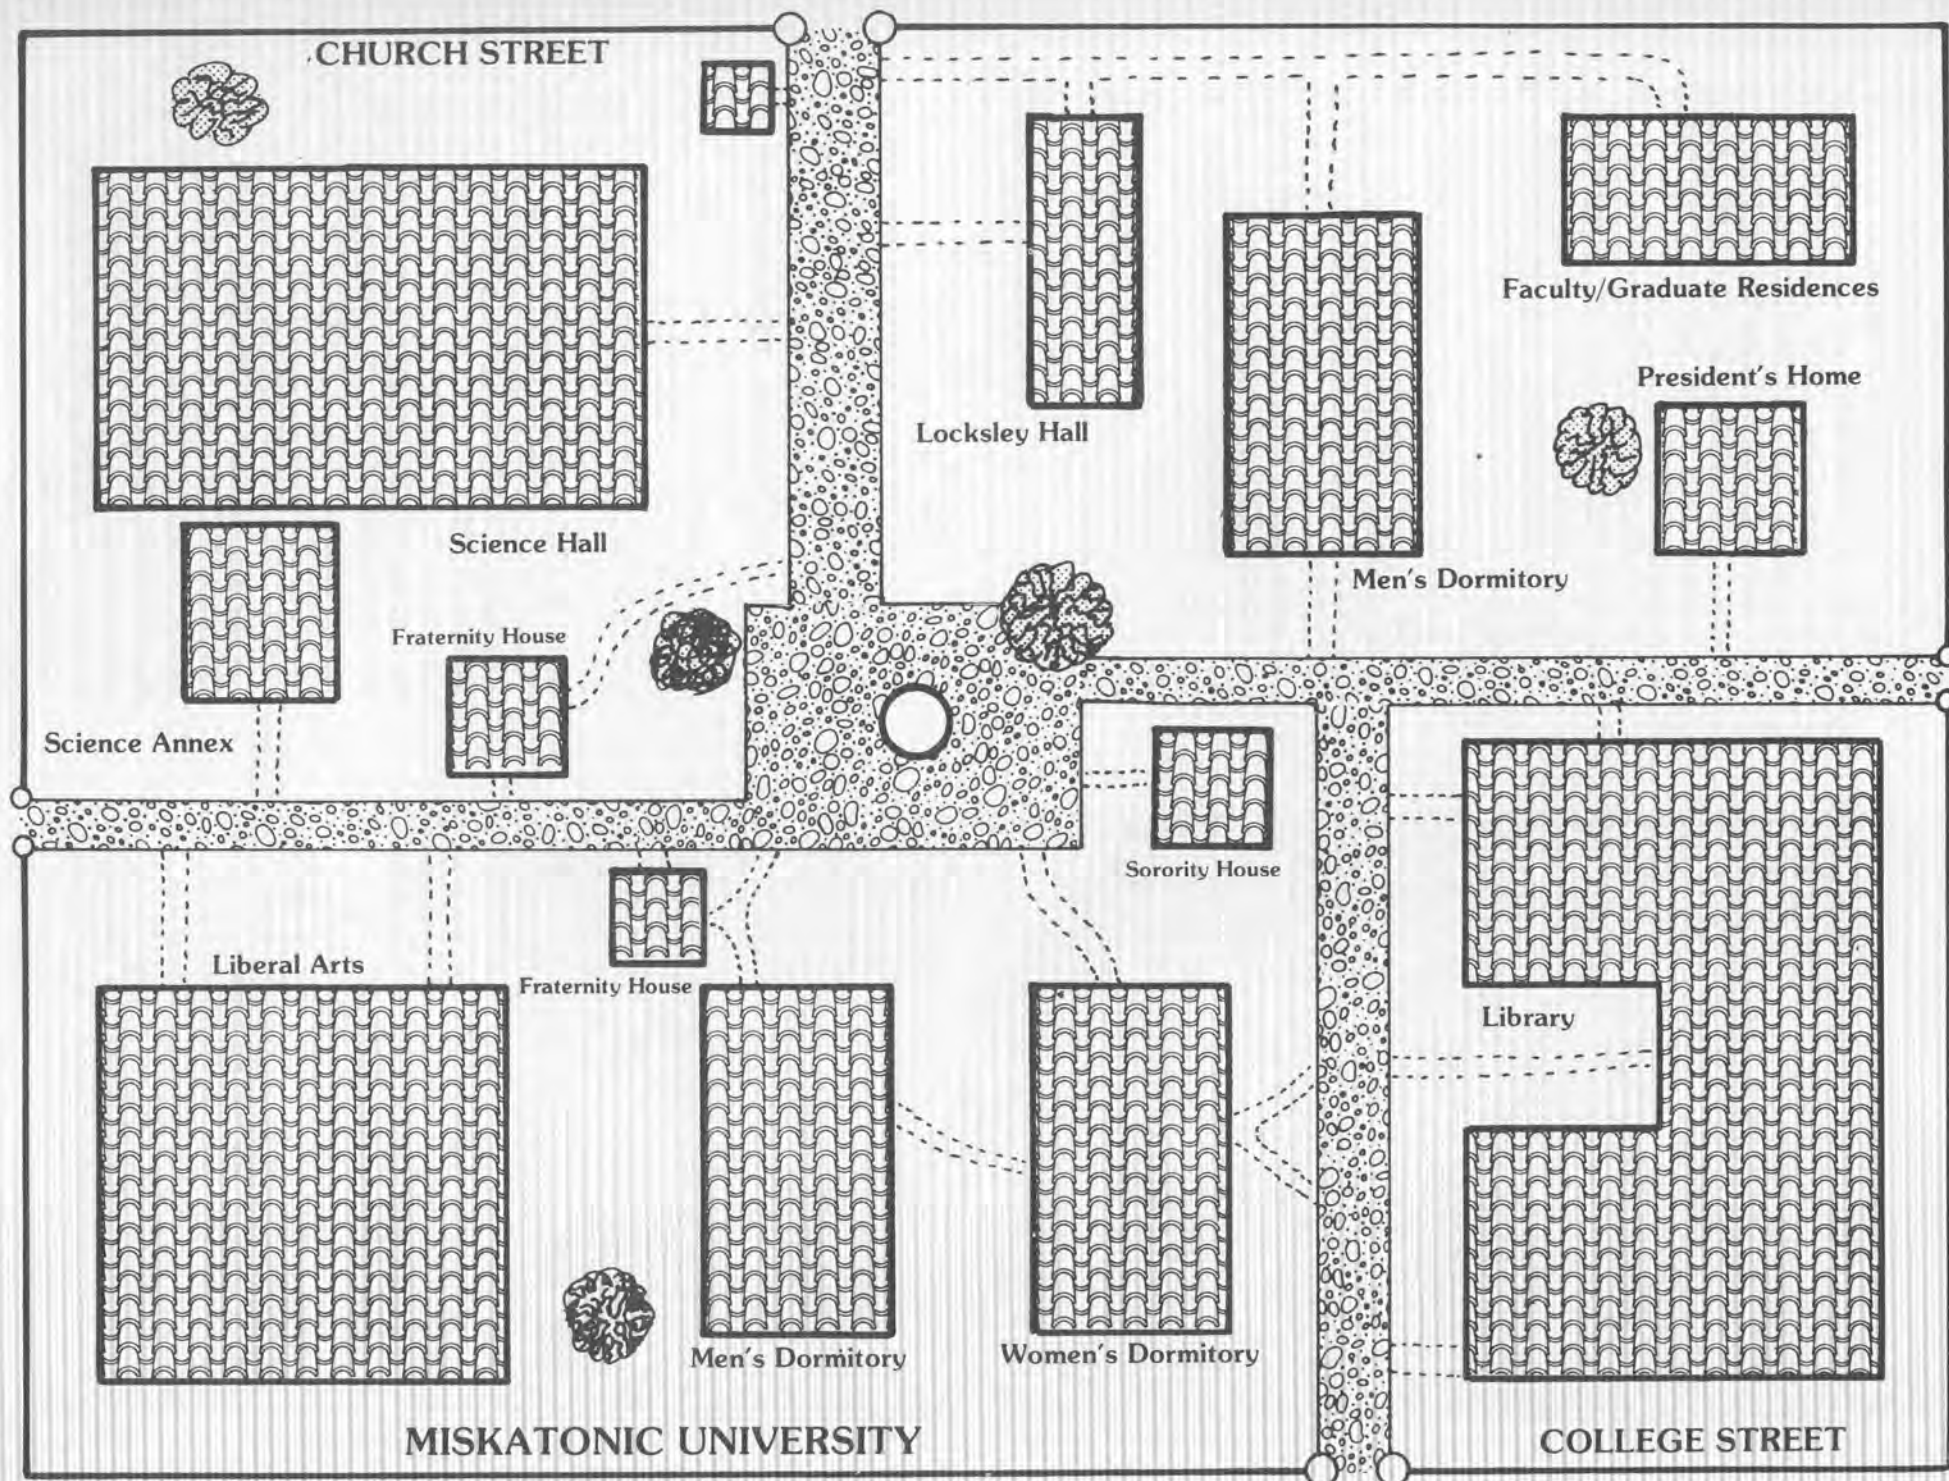 CHURCH STREET
Faculty/Graduate Residences
President's Home
Locksley Hall
Science Hall
Men's Dormitory
Fraternity House
Science Annex
Sorority House
Liberal Arts
Fraternity House
Library
Men's Dormitory
Women's Dormitory
MISKATONIC UNIVERSITY
COLLEGE STREET